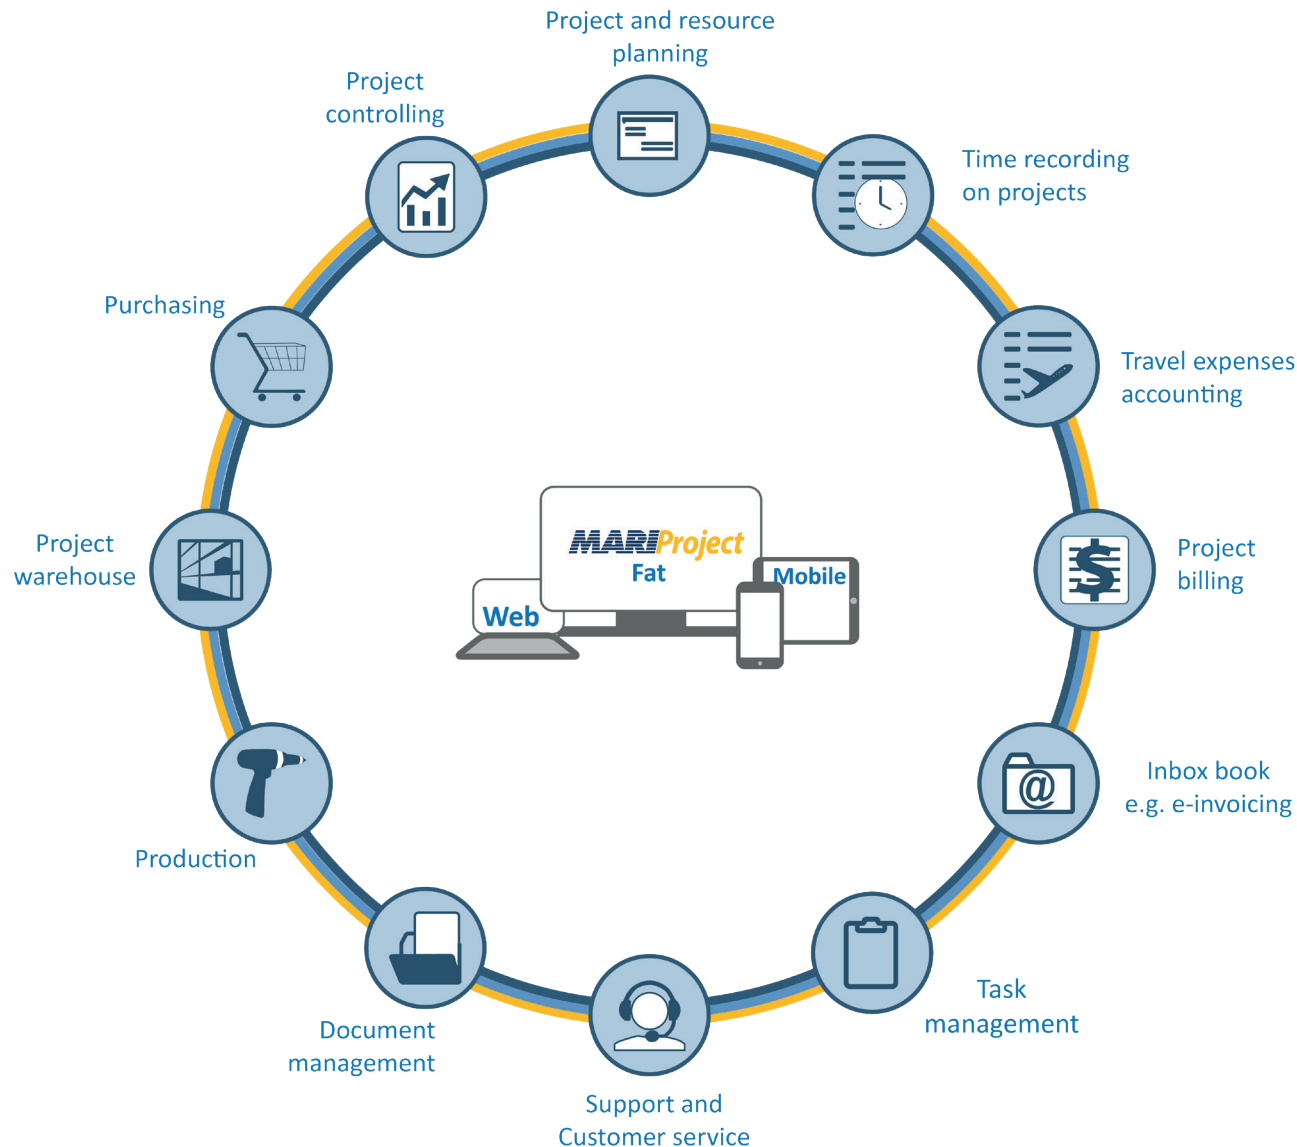 Project and resource
planning
Project
controlling
Time recording
on projects
Purchasing
Travel expenses
accounting
Project
warehouse
MARIProject
Fat
Web
Mobile
Project
billing
Production
@
Inbox book
e.g. e-invoicing
Document
management
Task
management
Support and
Customer service